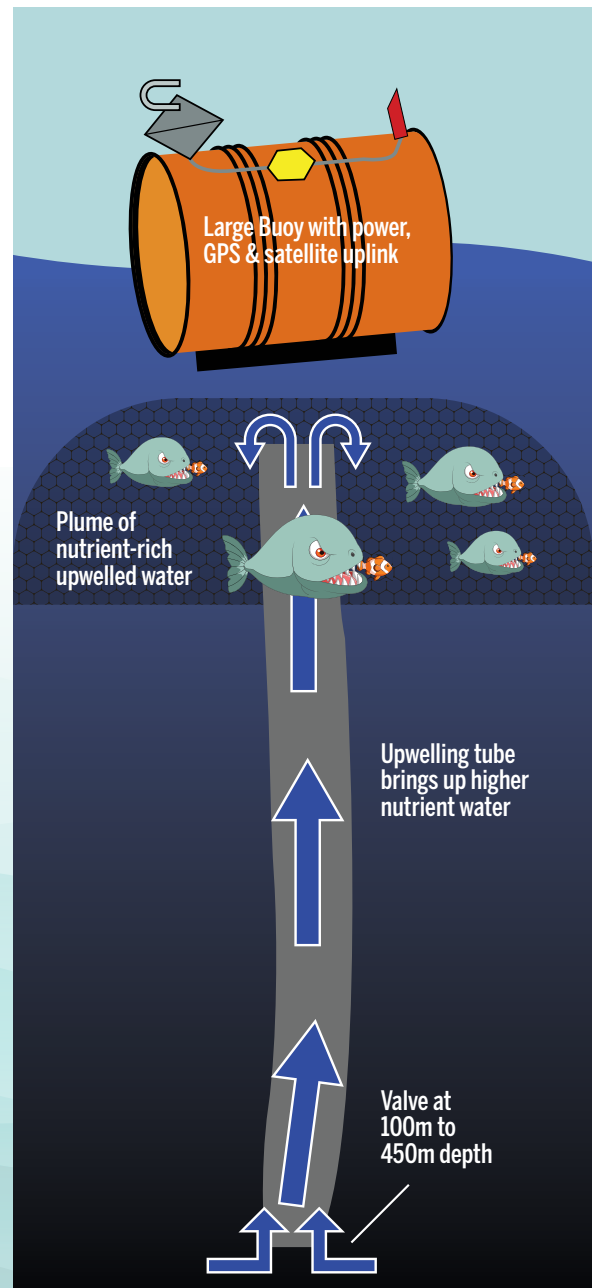 Large Buoy with power,
GPS & satellite uplink
Plume of
nutrient-rich
upwelled water
Upwelling tube
brings up higher
nutrient water
Valve at
100m to
450m depth